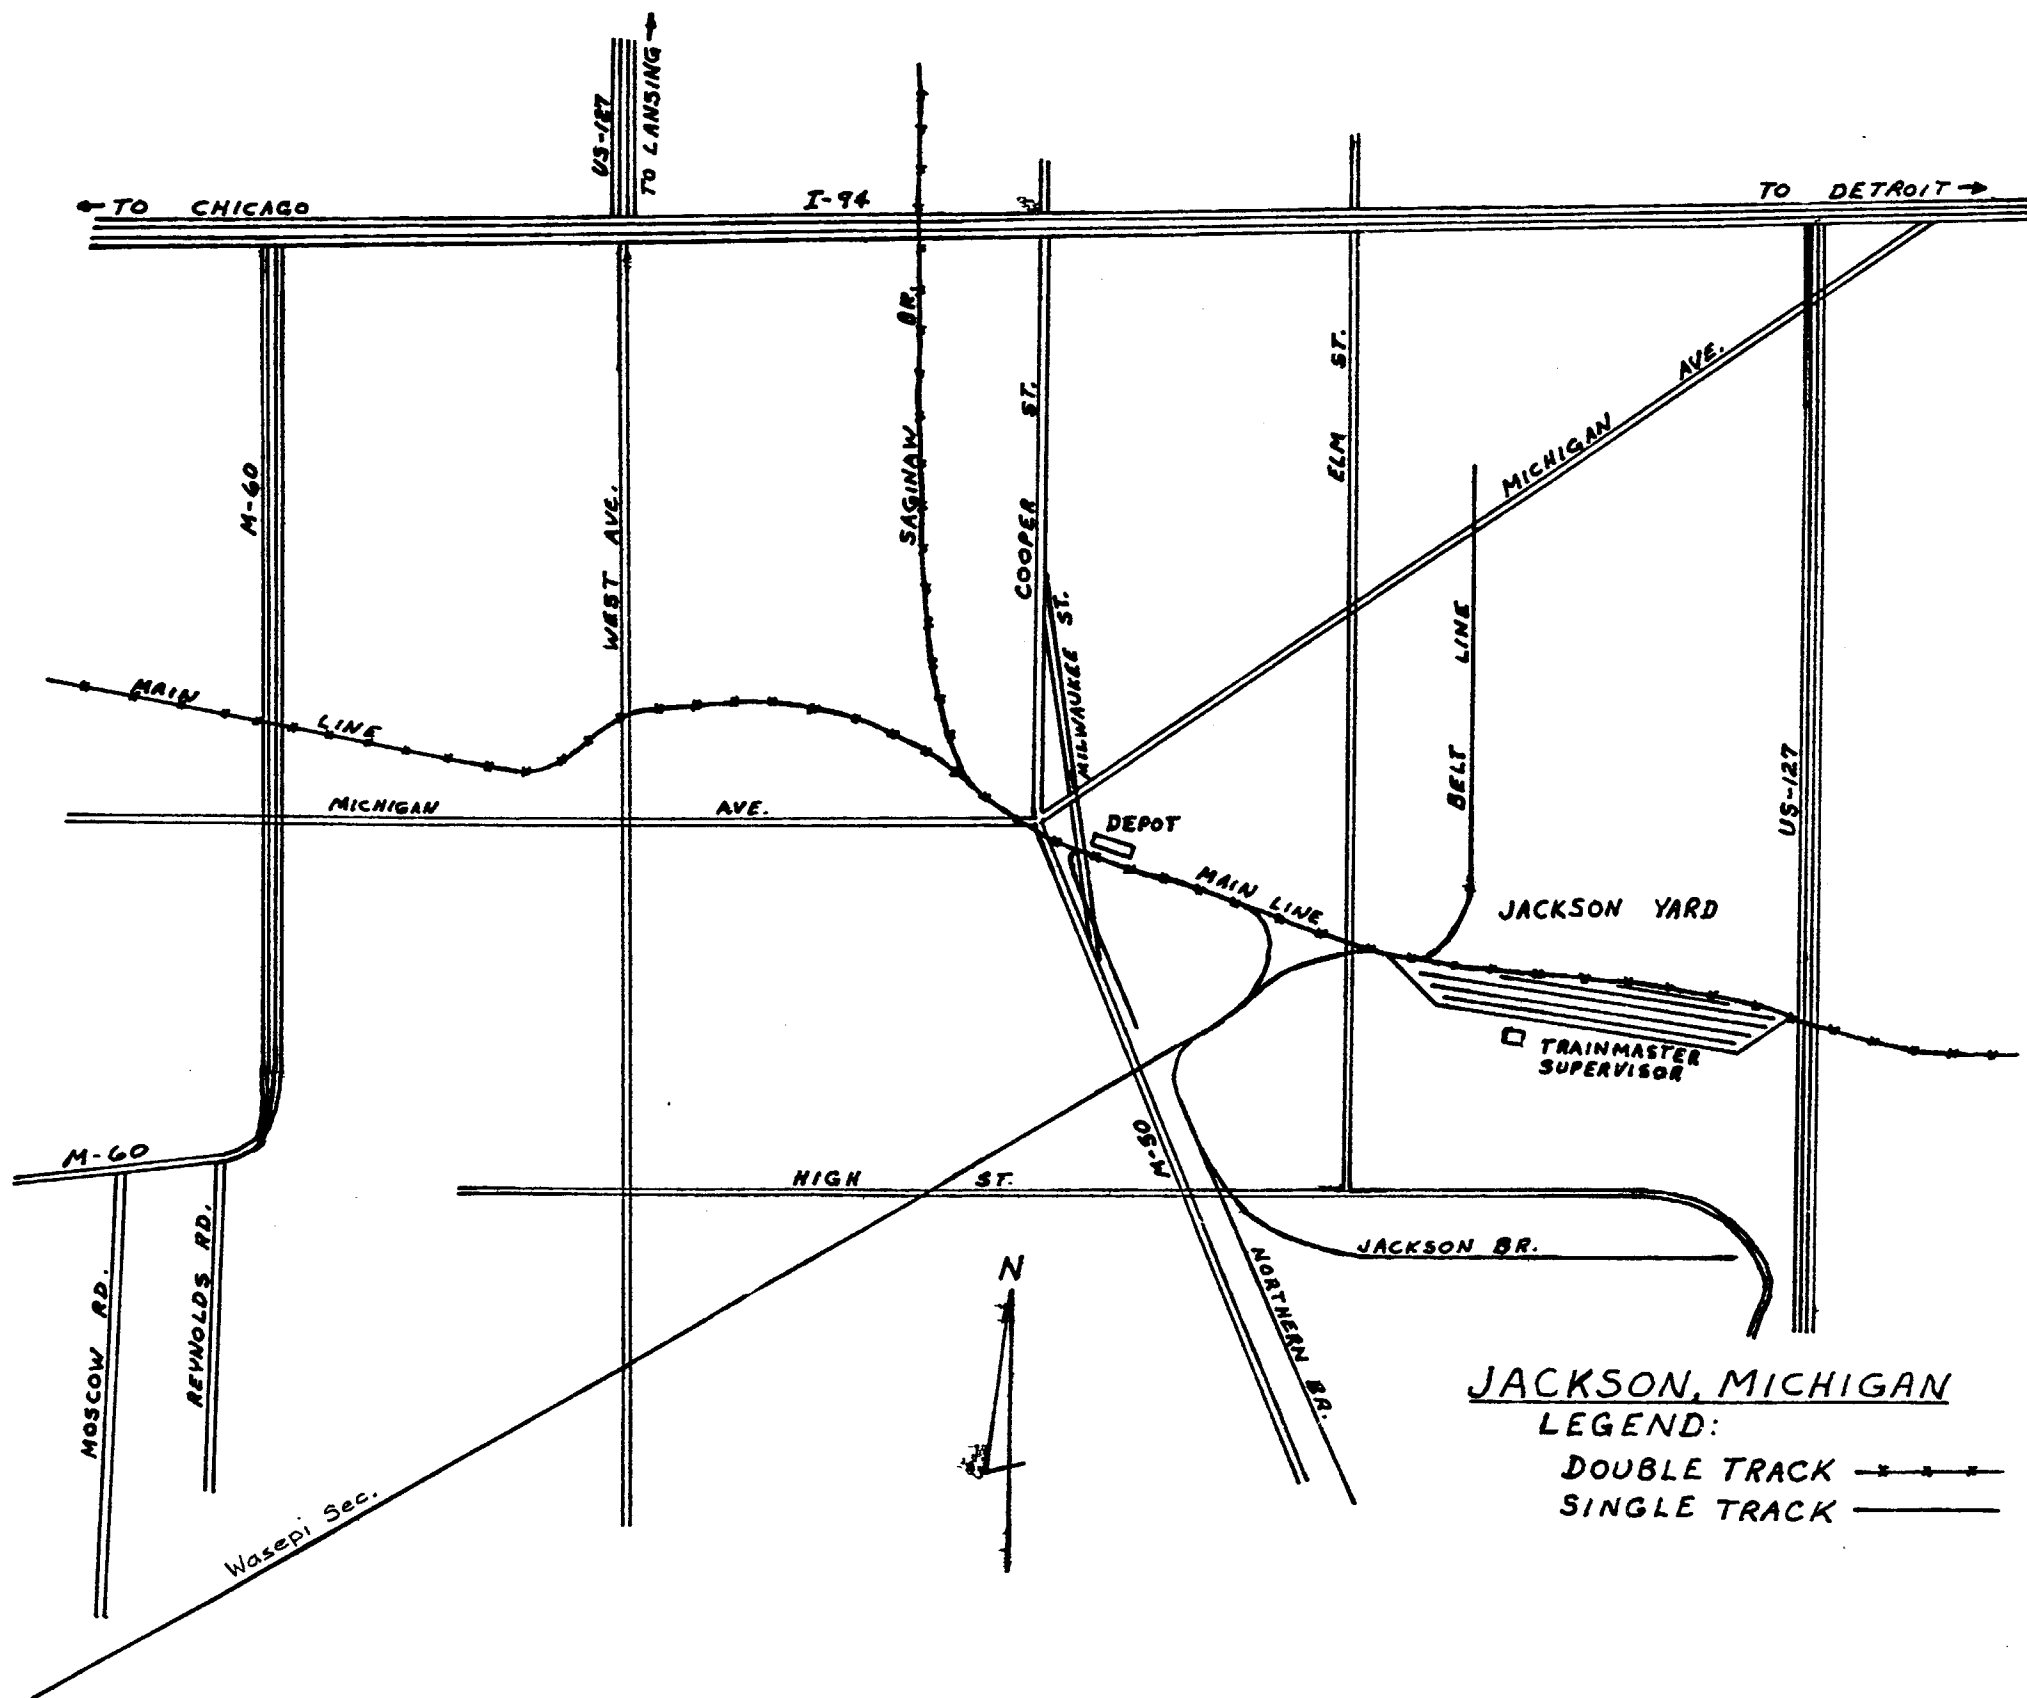 US-127
TO LANSING
TO CHICAGO
I-94
TO DETROIT
M-60
WEST AVE.
SAGINAW BR.
COOPER ST.
MILWAUKEE ST.
ELM ST.
MICHIGAN AVE.
BELT LINE
US-127
MAIN LINE
MICHIGAN AVE.
DEPOT
MAIN LINE
JACKSON YARD
TRAINMASTER
SUPERVISOR
M-60
M-50
HIGH ST.
JACKSON BR.
NORTHERN BR.
MOSCOW RD.
REYNOLDS RD.
Wasepi Sec.
N
JACKSON, MICHIGAN
LEGEND:
DOUBLE TRACK
SINGLE TRACK